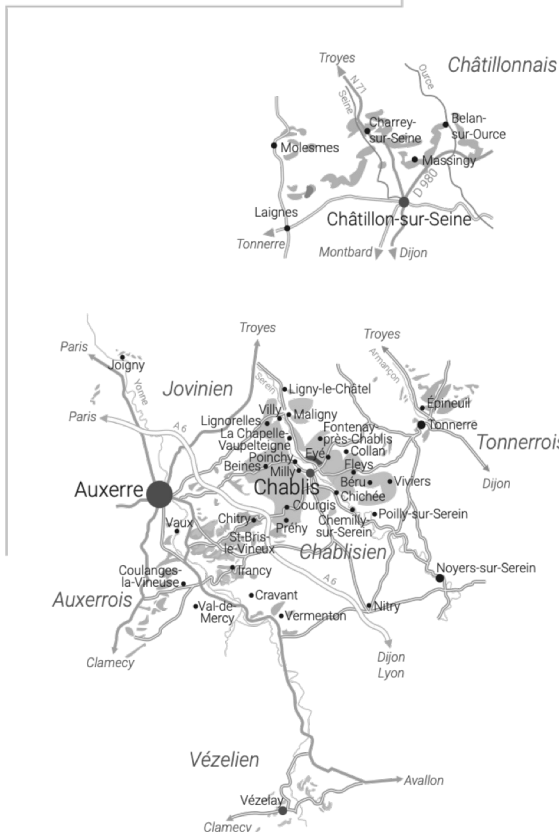 Châtillonnais
Troyes
N 71
Seine
Ource
Charrey-
sur-Seine
Belan-
sur-Ource
Molesmes
Massingy
D 980
Laignes
Châtillon-sur-Seine
Tonnerre
Montbard
Dijon
Troyes
Troyes
Paris
Joigny
Yonne
Jovinien
Serein
Armançon
Ligny-le-Châtel
Paris
A 6
Villy
Maligny
Épineuil
Lignorelles
Fontenay-
près-Chablis
Tonnerre
La Chapelle-
Vaupelteigne
Collan
Tonnerrois
Poinchy
Fyé
Beines
Milly
Fleys
Dijon
Auxerre
Chablis
Béru
Viviers
Chichée
Courgis
Vaux
Chitry
Préhy
Chemilly-
sur-Serein
Poilly-sur-Serein
St-Bris-
le-Vineux
Chablisien
Coulanges-
la-Vineuse
Irancy
A 6
Noyers-sur-Serein
Auxerrois
Cravant
Val-de-
Mercy
Vermenton
Nitry
Clamecy
Dijon
Lyon
Vézelien
Avallon
Vézelay
Clamecy